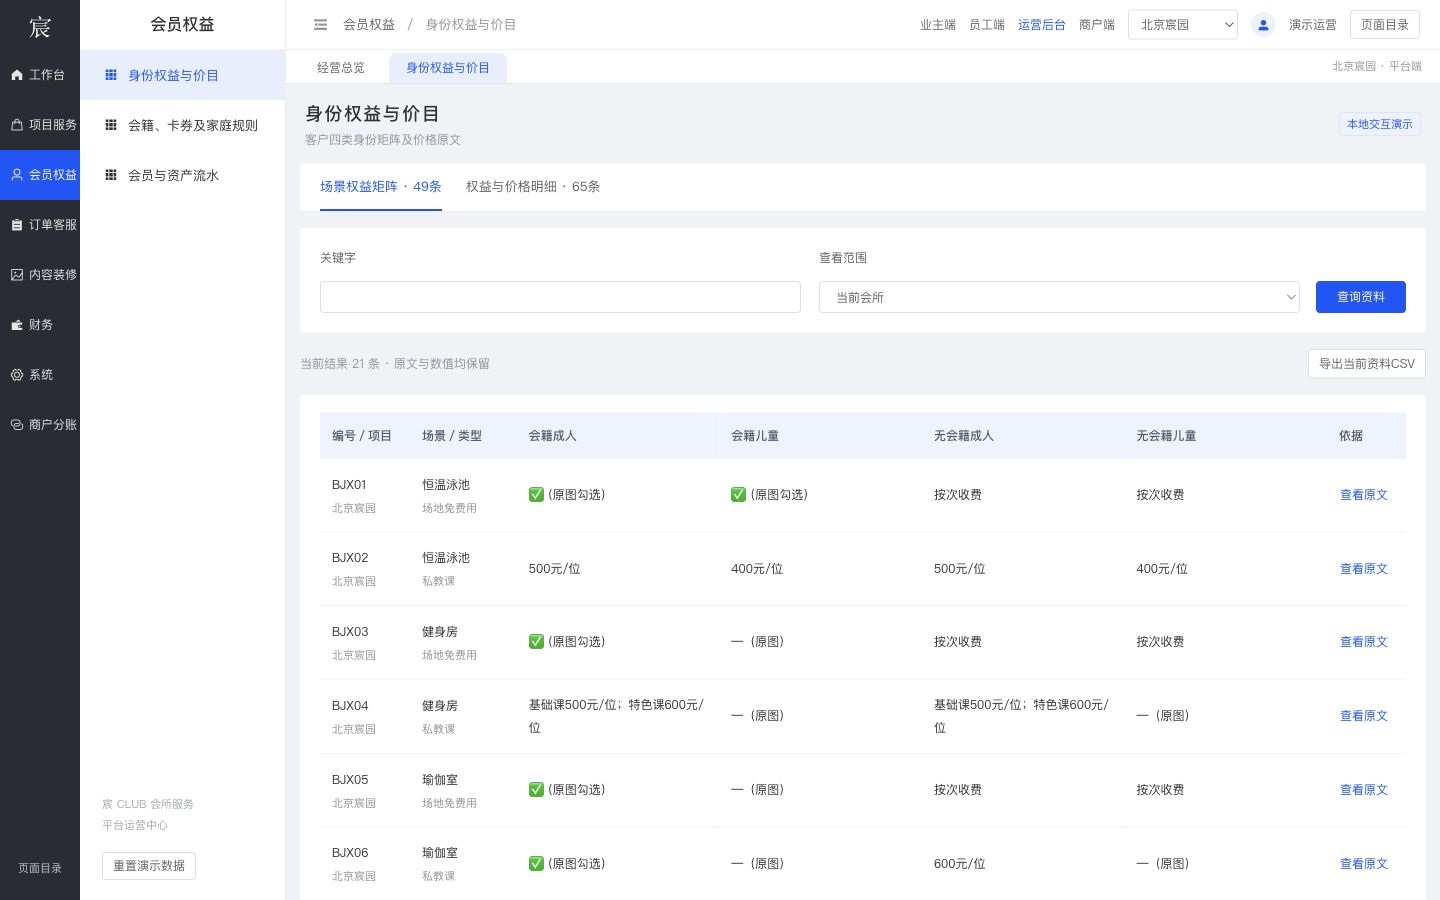 宸
工作台
项目服务
会员权益
订单客服
内容装修
财务
系统
商户分账
页面目录
会员权益
身份权益与价目
会籍、卡券及家庭规则
会员与资产流水
宸 CLUB 会所服务
平台运营中心
重置演示数据
会员权益 / 身份权益与价目
业主端 员工端 运营后台 商户端 北京宸园 演示运营 页面目录
经营总览 身份权益与价目 北京宸园 · 平台端
身份权益与价目
客户四类身份矩阵及价格原文
本地交互演示
场景权益矩阵 · 49条 权益与价格明细 · 65条
关键字 查看范围
当前会所 查询资料
当前结果 21 条 · 原文与数值均保留 导出当前资料CSV
编号 / 项目 场景 / 类型 会籍成人 会籍儿童 无会籍成人 无会籍儿童 依据
BJX01 恒温泳池
✅ (原图勾选) ✅ (原图勾选) 按次收费 按次收费 查看原文
北京宸园 场地免费用
BJX02 恒温泳池
500元/位 400元/位 500元/位 400元/位 查看原文
北京宸园 私教课
BJX03 健身房
✅ (原图勾选) — (原图) 按次收费 按次收费 查看原文
北京宸园 场地免费用
BJX04 健身房 基础课500元/位；特色课600元/ 基础课500元/位；特色课600元/
— (原图) — (原图) 查看原文
北京宸园 私教课 位 位
BJX05 瑜伽室
✅ (原图勾选) — (原图) 按次收费 按次收费 查看原文
北京宸园 场地免费用
BJX06 瑜伽室
✅ (原图勾选) — (原图) 600元/位 — (原图) 查看原文
北京宸园 私教课